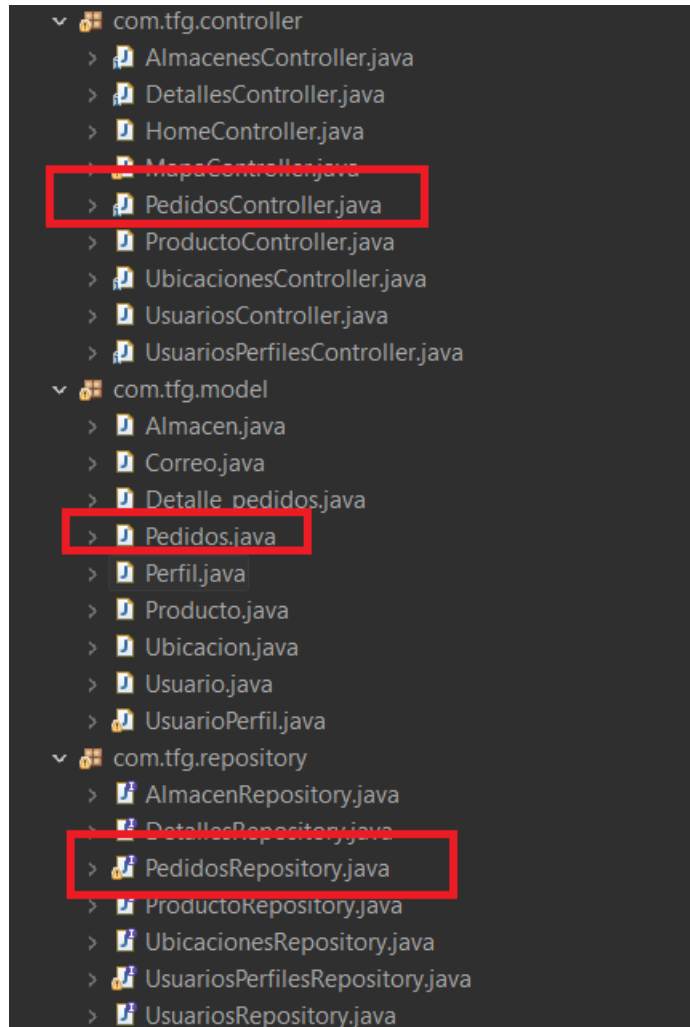 com.tfg.controller
AlmacenesController.java
DetallesController.java
HomeController.java
MapaController.java
PedidosController.java
ProductoController.java
UbicacionesController.java
UsuariosController.java
UsuariosPerfilesController.java
com.tfg.model
Almacen.java
Correo.java
Detalle_pedidos.java
Pedidos.java
Perfil.java
Producto.java
Ubicacion.java
Usuario.java
UsuarioPerfil.java
com.tfg.repository
AlmacenRepository.java
DetallesRepository.java
PedidosRepository.java
ProductoRepository.java
UbicacionesRepository.java
UsuariosPerfilesRepository.java
UsuariosRepository.java